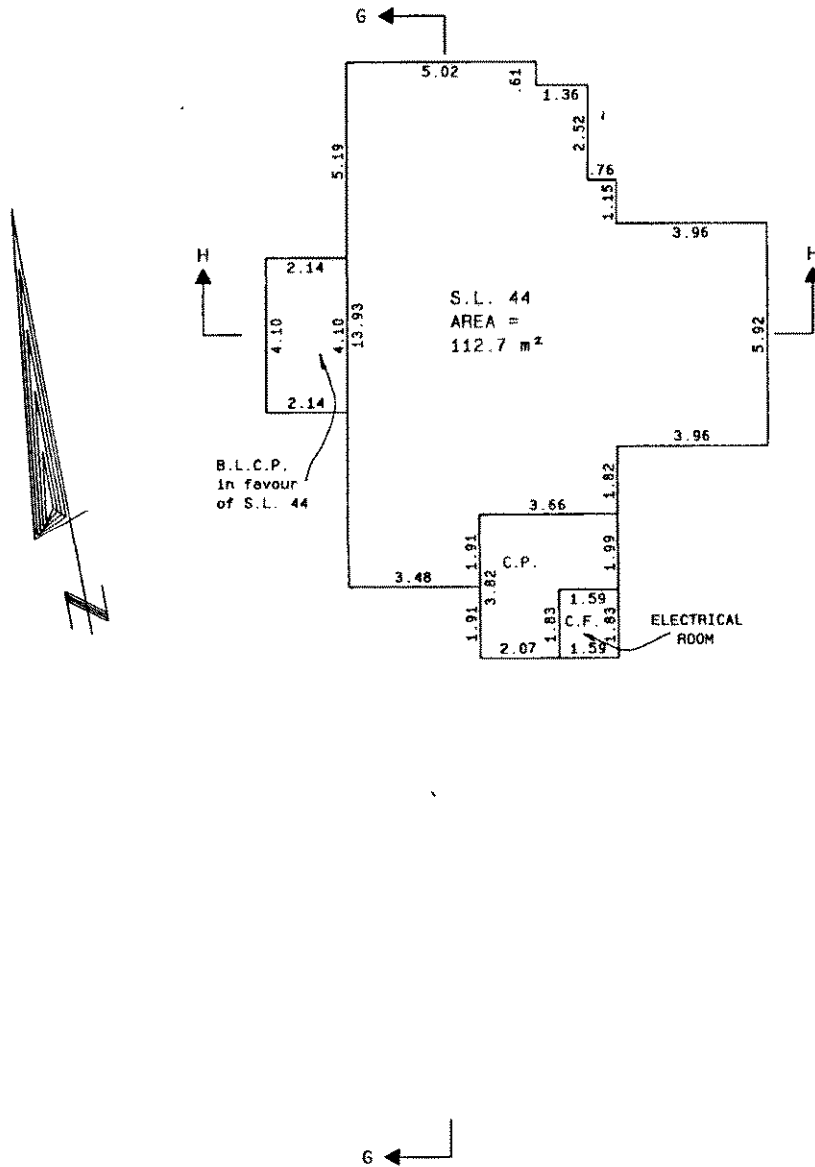 G
5.02
.61
1.36
2.52
.76
1.15
3.96
5.19
H
H
2.14
4.10
4.10
13.93
S.L. 44
AREA =
112.7 m²
5.92
2.14
B.L.C.P.
in favour
of S.L. 44
3.96
1.82
3.66
1.91
3.82
C.P.
1.99
3.48
1.91
1.83
1.59
C.F.
1.83
2.07
1.59
ELECTRICAL
ROOM
Z
G